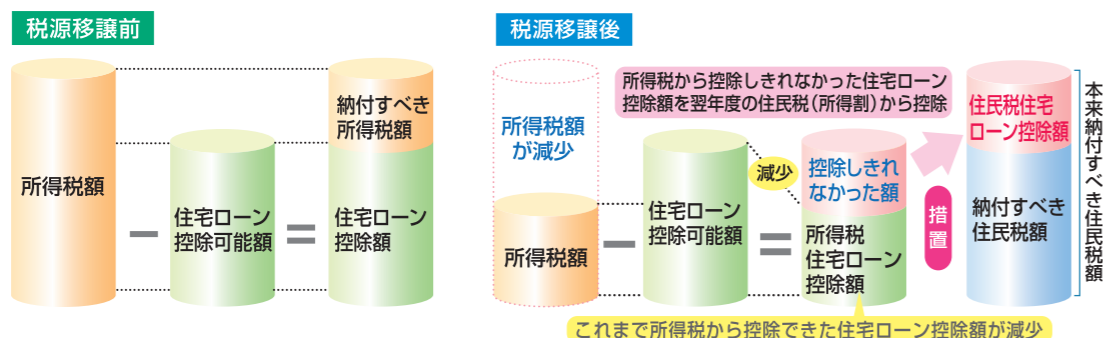 税源移譲前
所得税額
住宅ローン
控除可能額
納付すべき
所得税額
住宅ローン
控除額
税源移譲後
所得税額
が減少
所得税額
住宅ローン
控除可能額
減少
控除しきれ
なかった額
所得税
住宅ローン
控除額
所得税から控除しきれなかった住宅ローン
控除額を翌年度の住民税(所得割)から控除
措置
住民税住宅
ローン控除額
納付すべき
住民税額
本来納付すべき住民税額
これまで所得税から控除できた住宅ローン控除額が減少